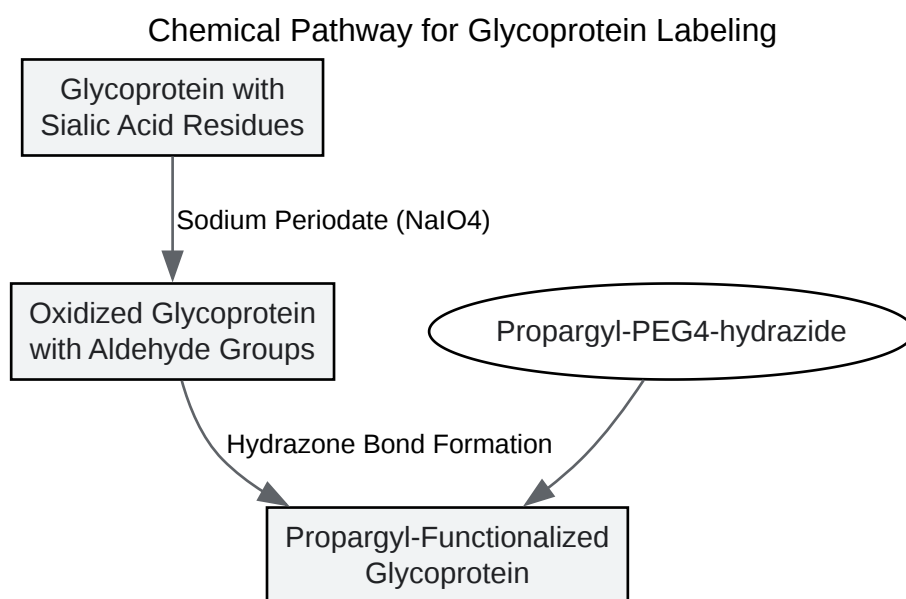 Chemical Pathway for Glycoprotein Labeling
Glycoprotein with
Sialic Acid Residues
Sodium Periodate (NaIO4)
Oxidized Glycoprotein
with Aldehyde Groups
Propargyl-PEG4-hydrazide
Hydrazone Bond Formation
Propargyl-Functionalized
Glycoprotein